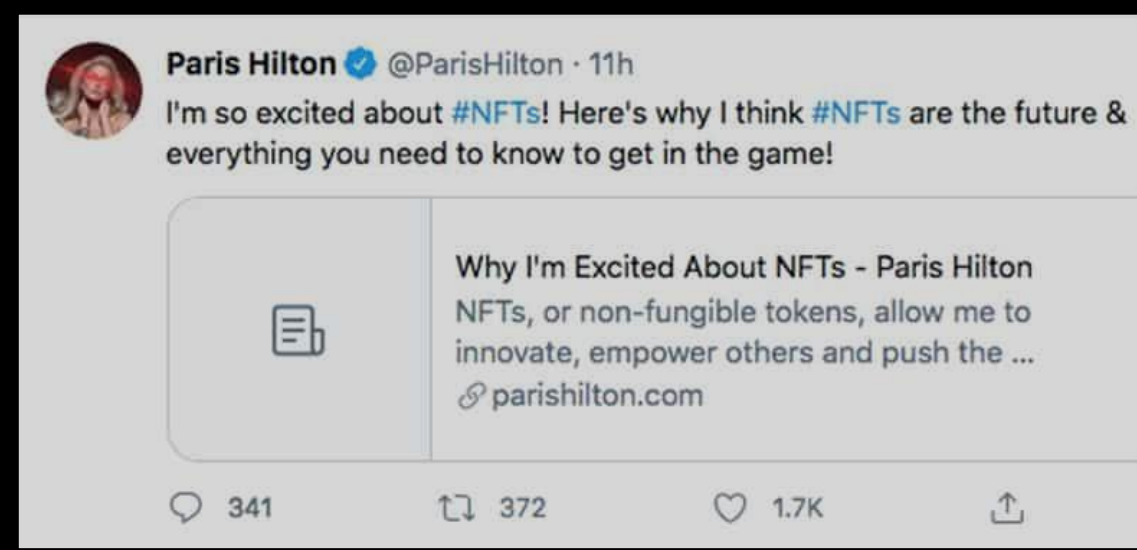 Paris Hilton @ParisHilton · 11h
I'm so excited about #NFTs! Here's why I think #NFTs are the future &
everything you need to know to get in the game!
Why I'm Excited About NFTs - Paris Hilton
NFTs, or non-fungible tokens, allow me to
innovate, empower others and push the ...
parishilton.com
341 372 1.7K